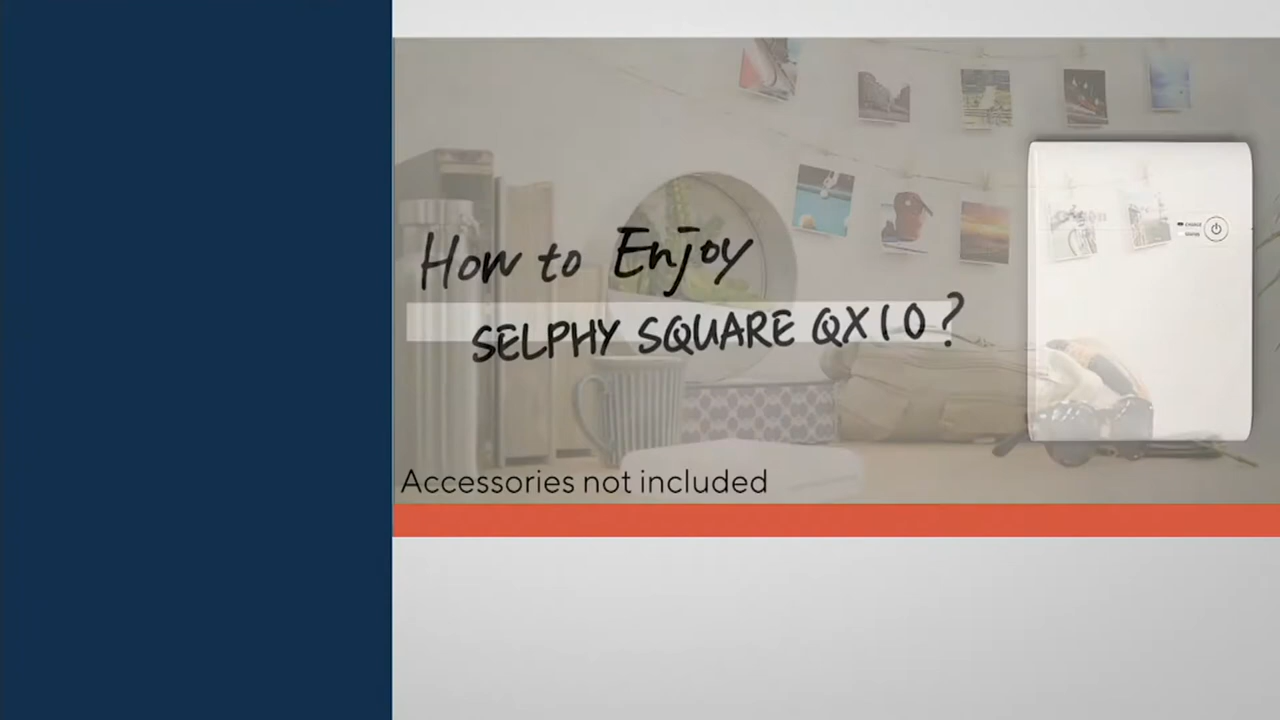 How to Enjoy
SELPHY SQUARE QX10?
Accessories not included